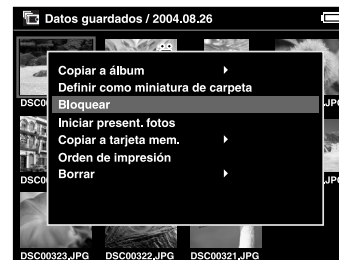 Datos guardados / 2004.08.26
Copiar a álbum
Definir como miniatura de carpeta
Bloquear
Iniciar present. fotos
Copiar a tarjeta mem.
Orden de impresión
Borrar
DSC00323.JPG DSC00322.JPG DSC00321.JPG